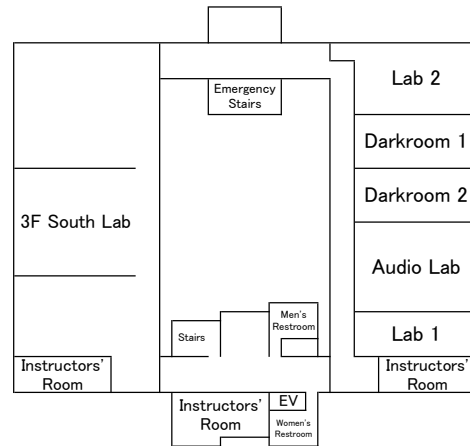 Emergency
Stairs
Lab 2
Darkroom 1
Darkroom 2
3F South Lab
Audio Lab
Men's
Restroom
Stairs
Lab 1
Instructors'
Room
Instructors'
Room
EV
Women's
Restroom
Instructors'
Room